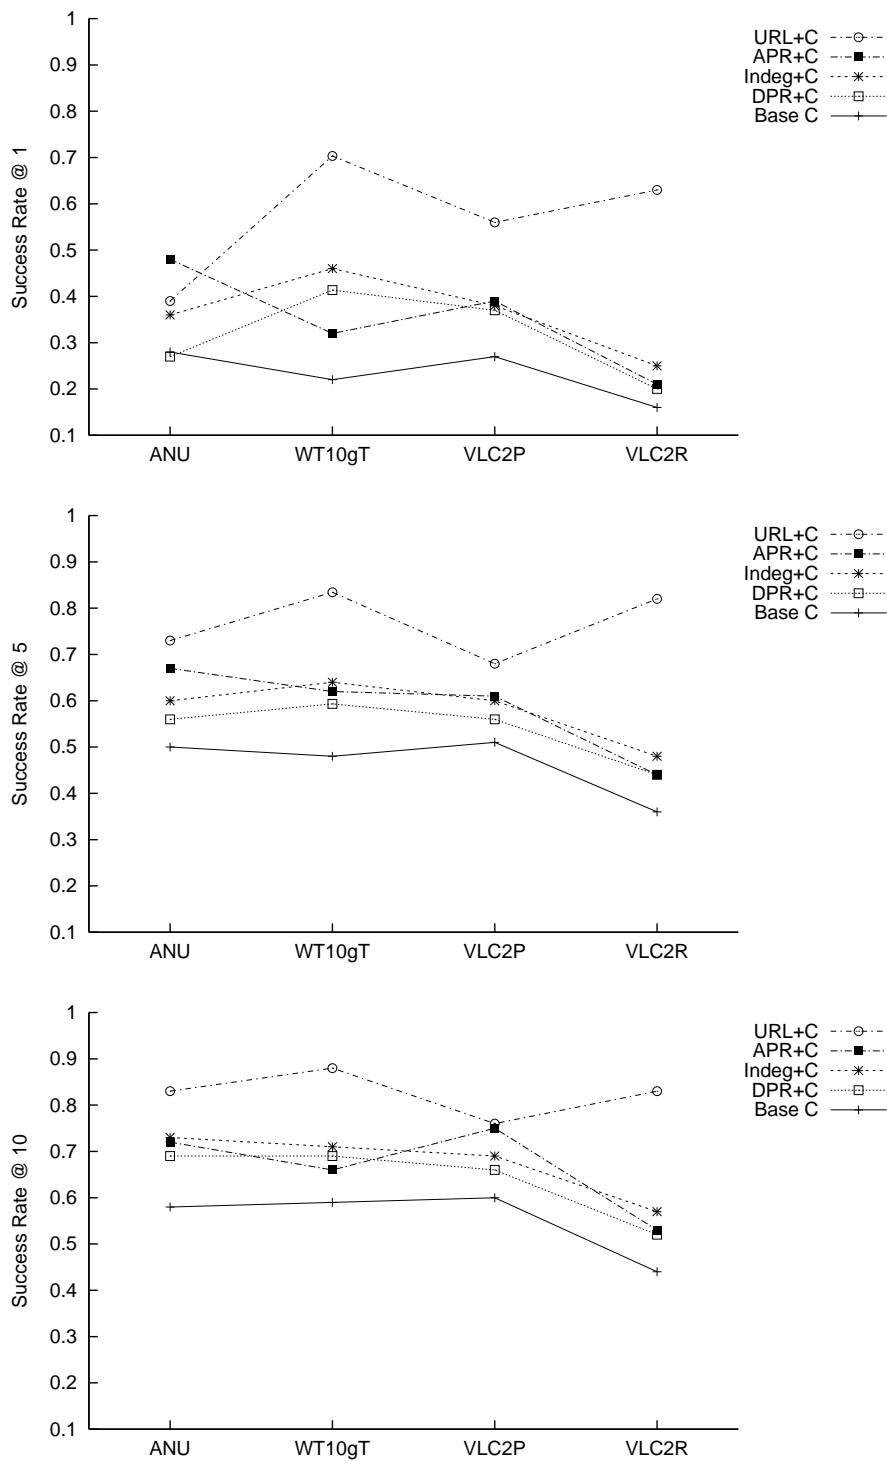 1
0.9
0.8
0.7
0.6
0.5
0.4
0.3
0.2
0.1
Success Rate @ 1
ANU WT10gT VLC2P VLC2R
URL+C
APR+C
Indeg+C
DPR+C
Base C
1
0.9
0.8
0.7
0.6
0.5
0.4
0.3
0.2
0.1
Success Rate @ 5
ANU WT10gT VLC2P VLC2R
URL+C
APR+C
Indeg+C
DPR+C
Base C
1
0.9
0.8
0.7
0.6
0.5
0.4
0.3
0.2
0.1
Success Rate @ 10
ANU WT10gT VLC2P VLC2R
URL+C
APR+C
Indeg+C
DPR+C
Base C